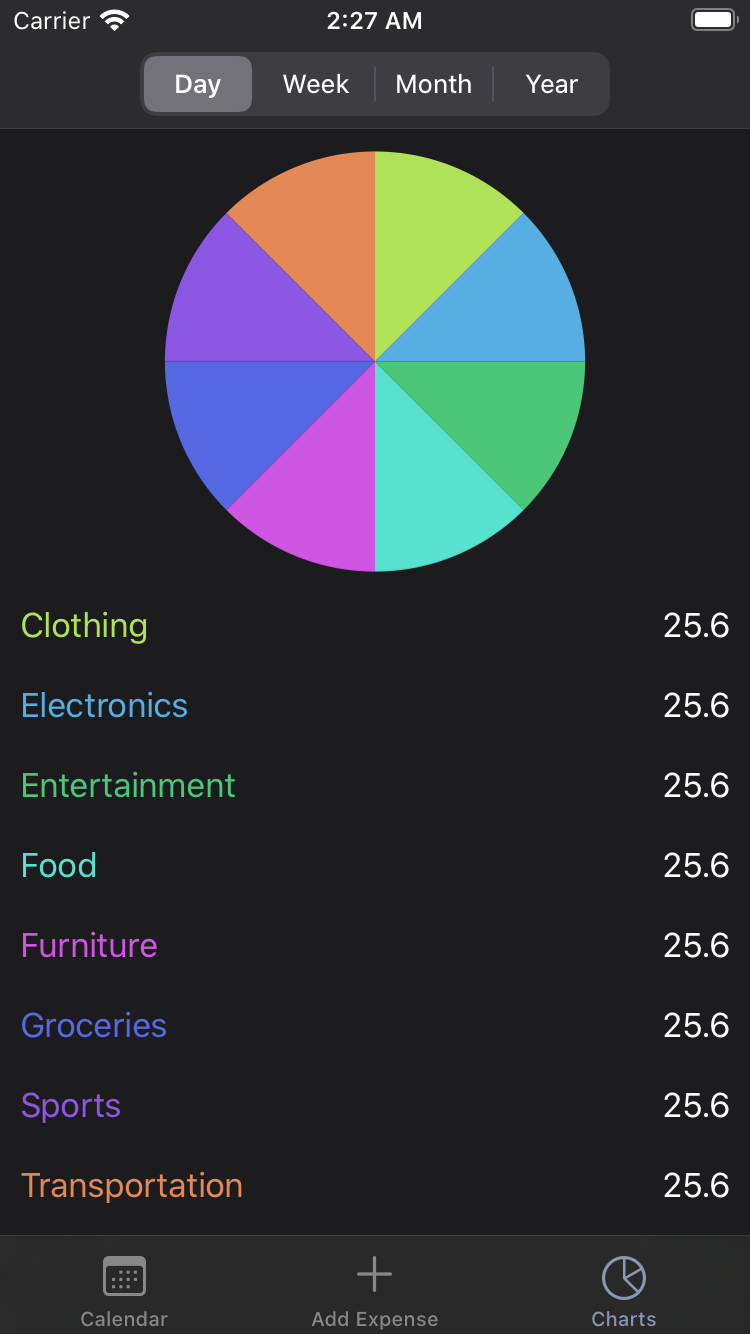 Carrier 2:27 AM
Day Week Month Year
Clothing 25.6
Electronics 25.6
Entertainment 25.6
Food 25.6
Furniture 25.6
Groceries 25.6
Sports 25.6
Transportation 25.6
Calendar Add Expense Charts